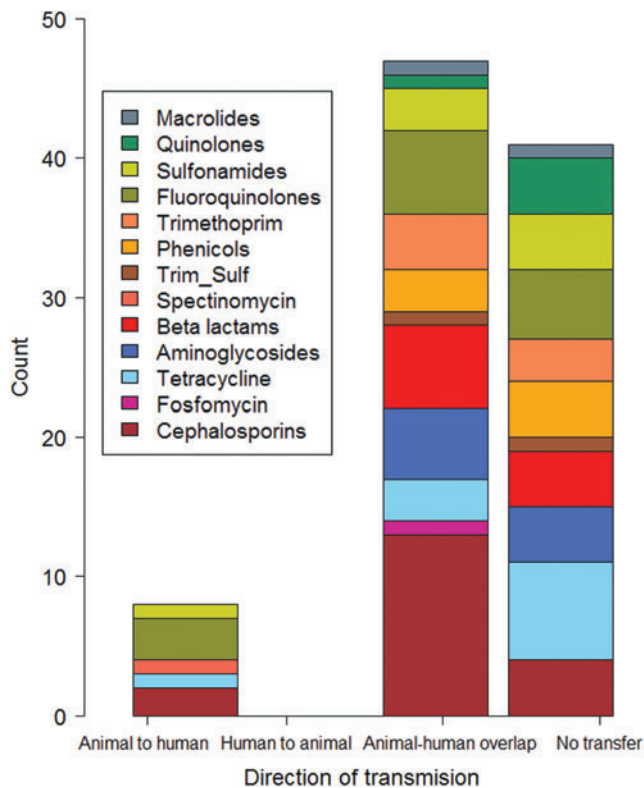 50
40
30
20
10
0
Count
Macrolides
Quinolones
Sulfonamides
Fluoroquinolones
Trimethoprim
Phenicols
Trim_Sulf
Spectinomycin
Beta lactams
Aminoglycosides
Tetracycline
Fosfomycin
Cephalosporins
Animal to human Human to animal Animal-human overlap No transfer
Direction of transmision